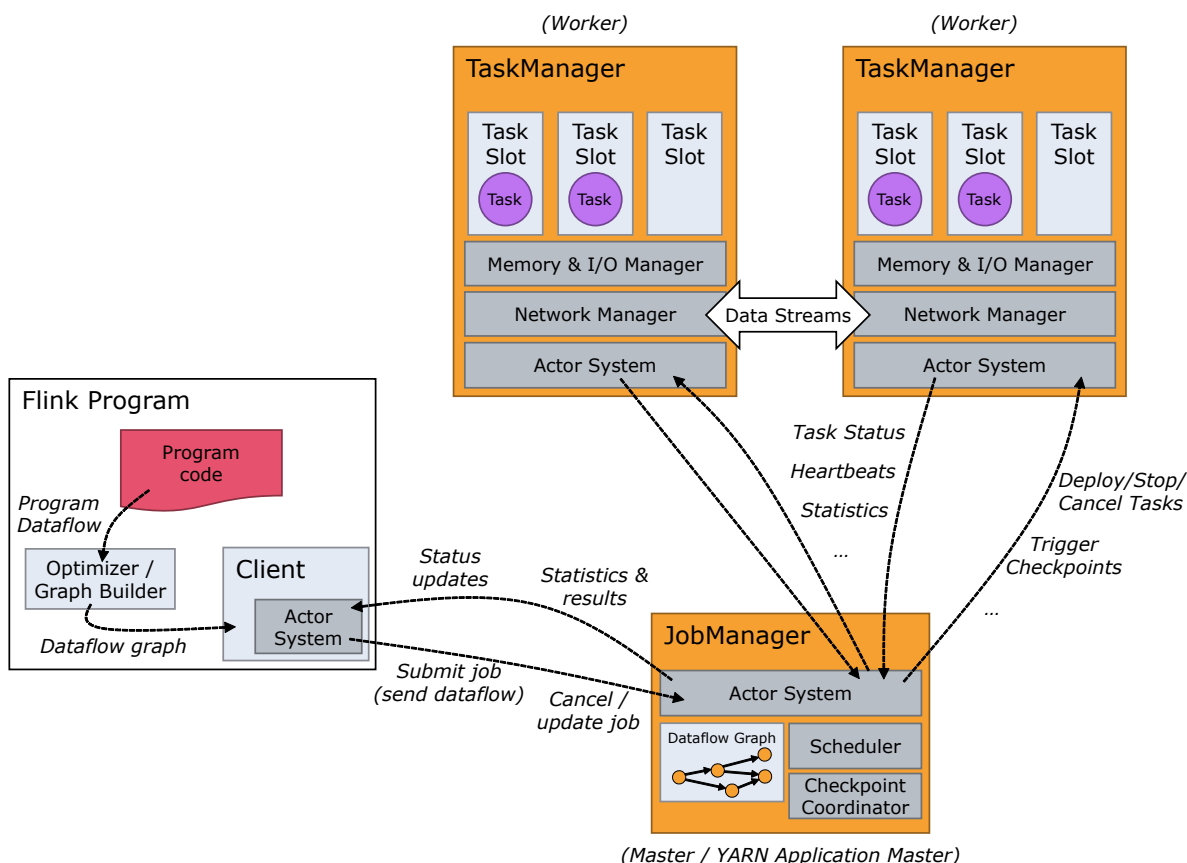 (Worker)
TaskManager
Task
Slot
Task
Task
Slot
Task
Task
Slot
Memory & I/O Manager
Network Manager
Actor System
Data Streams
(Worker)
TaskManager
Task
Slot
Task
Task
Slot
Task
Task
Slot
Memory & I/O Manager
Network Manager
Actor System
Flink Program
Program
code
Program
Dataflow
Optimizer /
Graph Builder
Dataflow graph
Client
Actor
System
Status
updates
Statistics &
results
Submit job
(send dataflow)
Cancel /
update job
Task Status
Heartbeats
Statistics
...
Deploy/Stop/
Cancel Tasks
Trigger
Checkpoints
...
JobManager
Actor System
Dataflow Graph
Scheduler
Checkpoint
Coordinator
(Master / YARN Application Master)